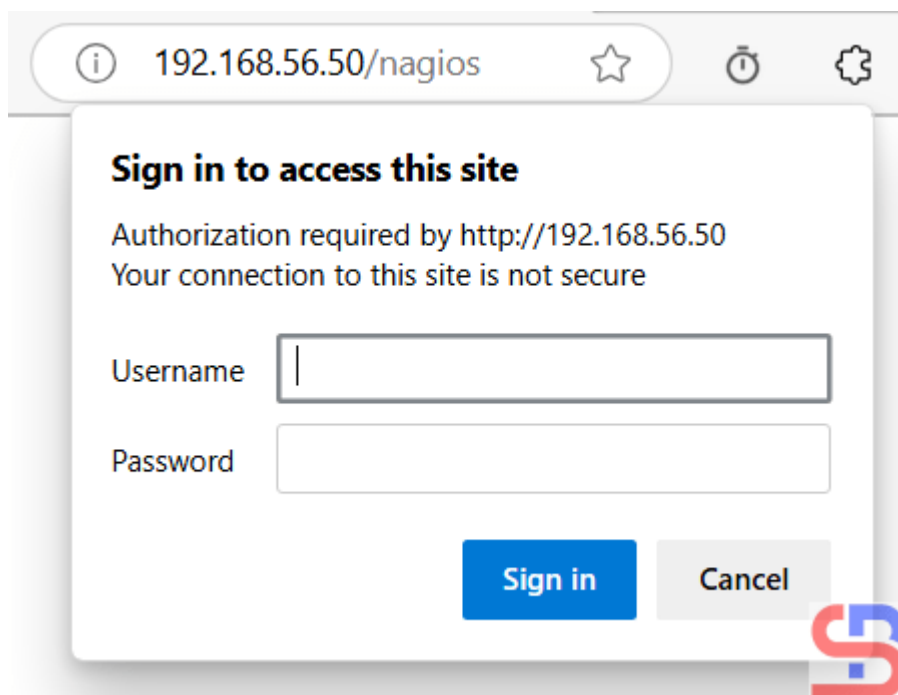 192.168.56.50/nagios
Sign in to access this site
Authorization required by http://192.168.56.50
Your connection to this site is not secure
Username
Password
Sign in Cancel